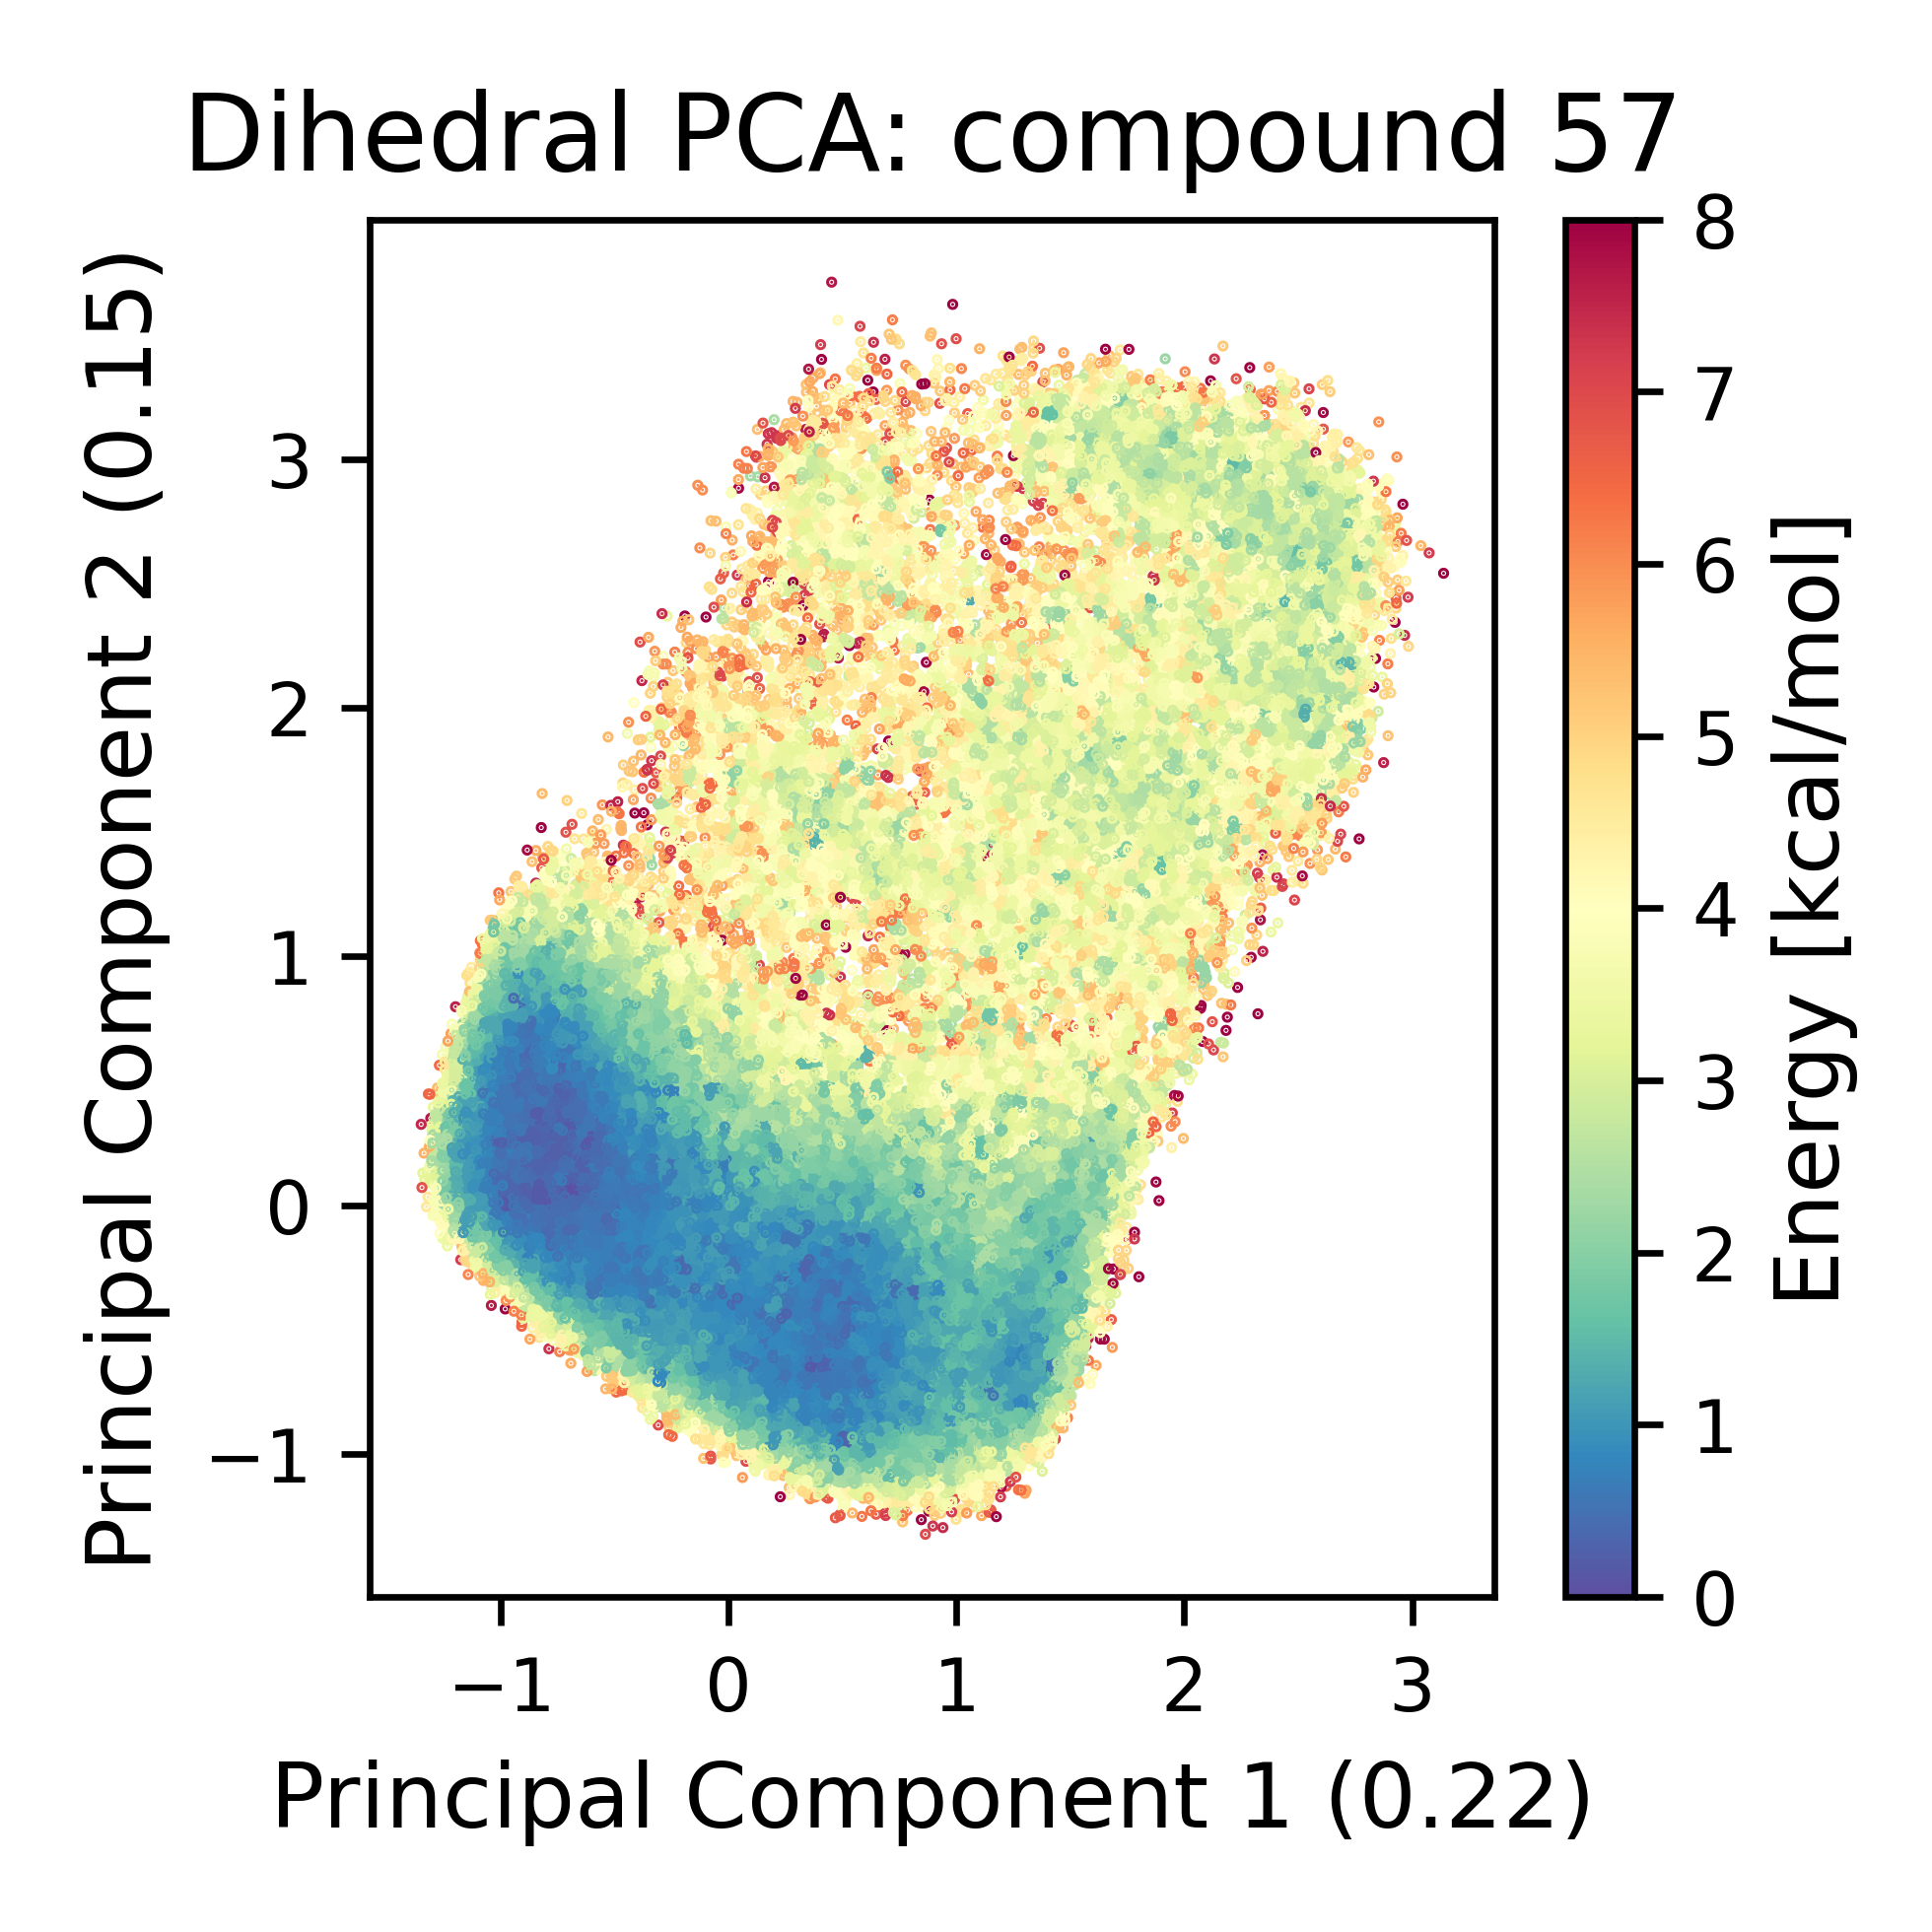 Dihedral PCA: compound 57
Principal Component 2 (0.15)
3
2
1
0
−1
−1 0 1 2 3
Principal Component 1 (0.22)
8
7
6
5
4
3
2
1
0
Energy [kcal/mol]